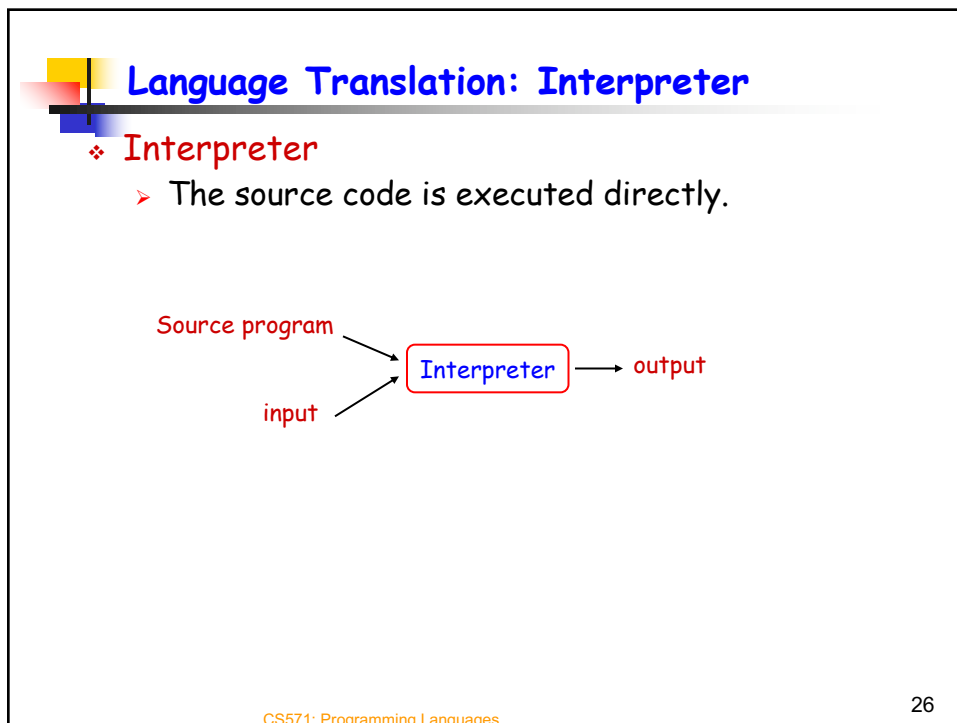 Language Translation: Interpreter
Interpreter
The source code is executed directly.
Source program
Interpreter
output
input
CS571: Programming Languages
26